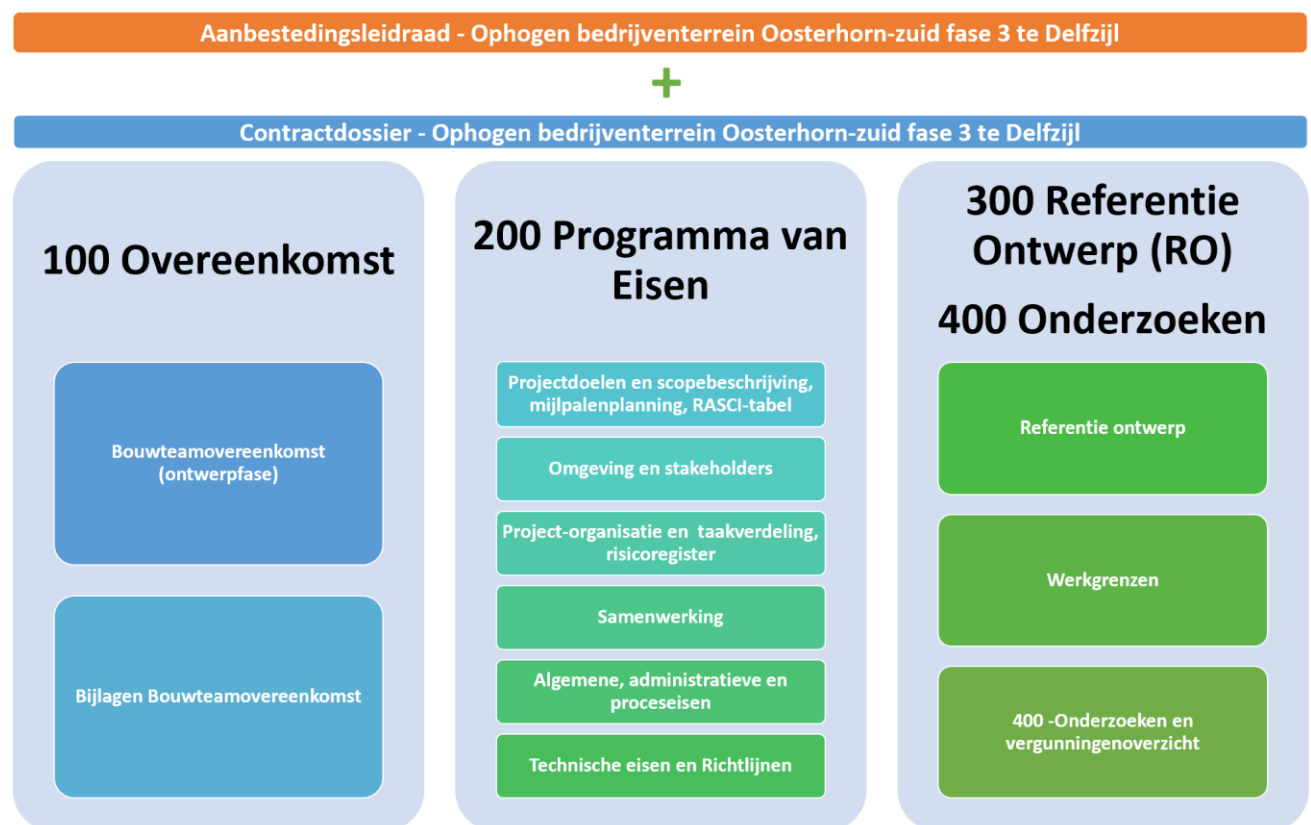 Aanbestedingsleidraad - Ophogen bedrijventerrein Oosterhorn-zuid fase 3 te Delfzijl
+
Contractdossier - Ophogen bedrijventerrein Oosterhorn-zuid fase 3 te Delfzijl
100 Overeenkomst
Bouwteamovereenkomst
(ontwerpfase)
Bijlagen Bouwteamovereenkomst
200 Programma van
Eisen
Projectdoelen en scopebeschrijving,
mijlpalenplanning, RASCI-tabel
Omgeving en stakeholders
Project-organisatie en taakverdeling,
risicoregister
Samenwerking
Algemene, administratieve en
proceseisen
Technische eisen en Richtlijnen
300 Referentie
Ontwerp (RO)
400 Onderzoeken
Referentie ontwerp
Werkgrenzen
400 -Onderzoeken en
vergunningenoverzicht